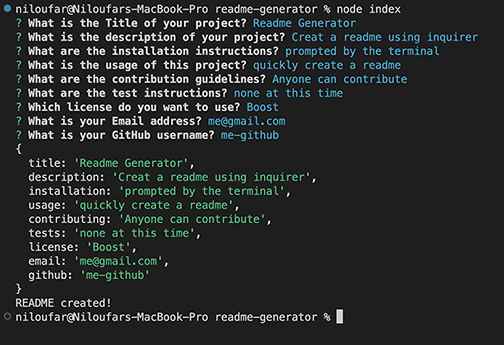 niloufar@Niloufars-MacBook-Pro readme-generator % node index
? What is the Title of your project? Readme Generator
? What is the description of your project? Creat a readme using inquirer
? What are the installation instructions? prompted by the terminal
? What is the usage of this project? quickly create a readme
? What are the contribution guidelines? Anyone can contribute
? What are the test instructions? none at this time
? Which license do you want to use? Boost
? What is your Email address? me@gmail.com
? What is your GitHub username? me-github
{
  title: 'Readme Generator',
  description: 'Creat a readme using inquirer',
  installation: 'prompted by the terminal',
  usage: 'quickly create a readme',
  contributing: 'Anyone can contribute',
  tests: 'none at this time',
  license: 'Boost',
  email: 'me@gmail.com',
  github: 'me-github'
}
README created!
niloufar@Niloufars-MacBook-Pro readme-generator %